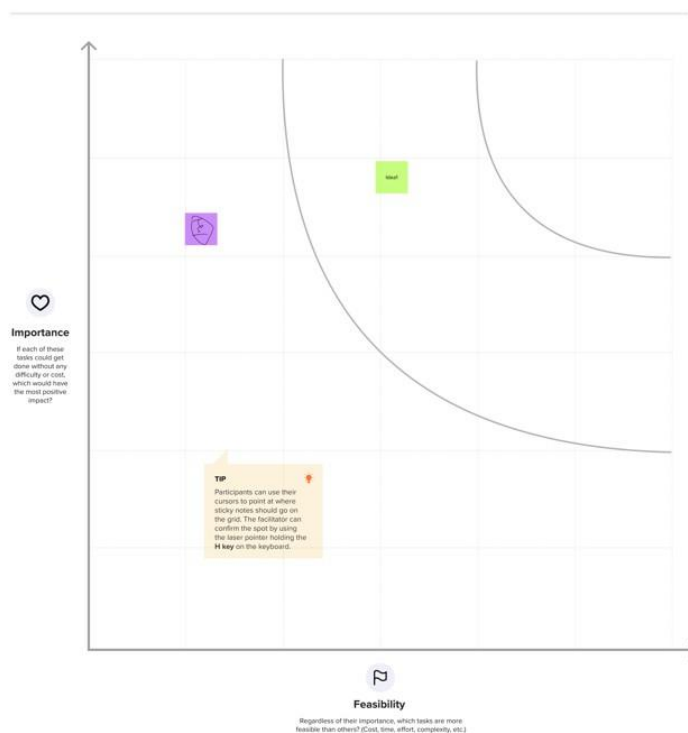 Idea1
Importance
If each of these
tasks could get
done without any
difficulty or cost,
which would have
the most positive
impact?
TIP
Participants can use their
cursors to point at where
sticky notes should go on
the grid. The facilitator can
confirm the spot by using
the laser pointer holding the
H key on the keyboard.
Feasibility
Regardless of their importance, which tasks are more
feasible than others? (Cost, time, effort, complexity, etc.)